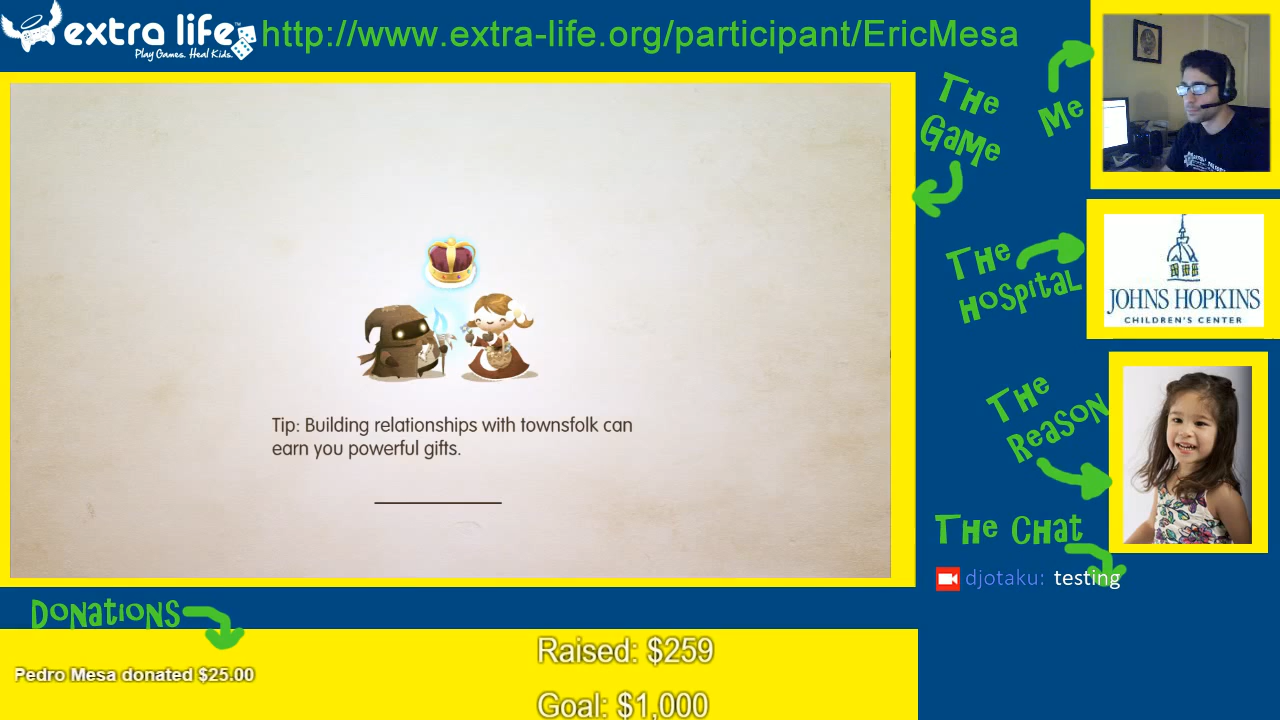 extra life
Play Games. Heal Kids.
http://www.extra-life.org/participant/EricMesa
The
Game
Me
Tip: Building relationships with townsfolk can
earn you powerful gifts.
The
Hospital
JOHNS HOPKINS
CHILDREN'S CENTER
The
Reason
The Chat
djotaku: testing
Donations
Pedro Mesa donated $25.00
Raised: $259
Goal: $1,000